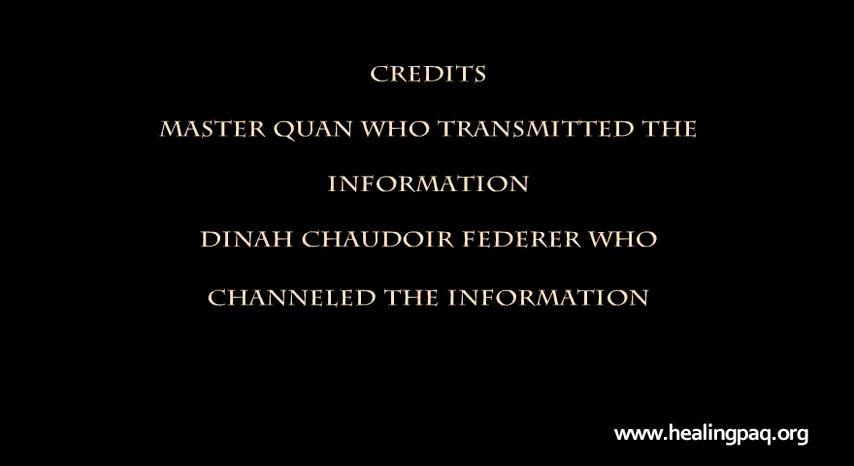 CREDITS
MASTER QUAN WHO TRANSMITTED THE
INFORMATION
DINAH CHAUDOIR FEDERER WHO
CHANNELED THE INFORMATION
www.healingpaq.org